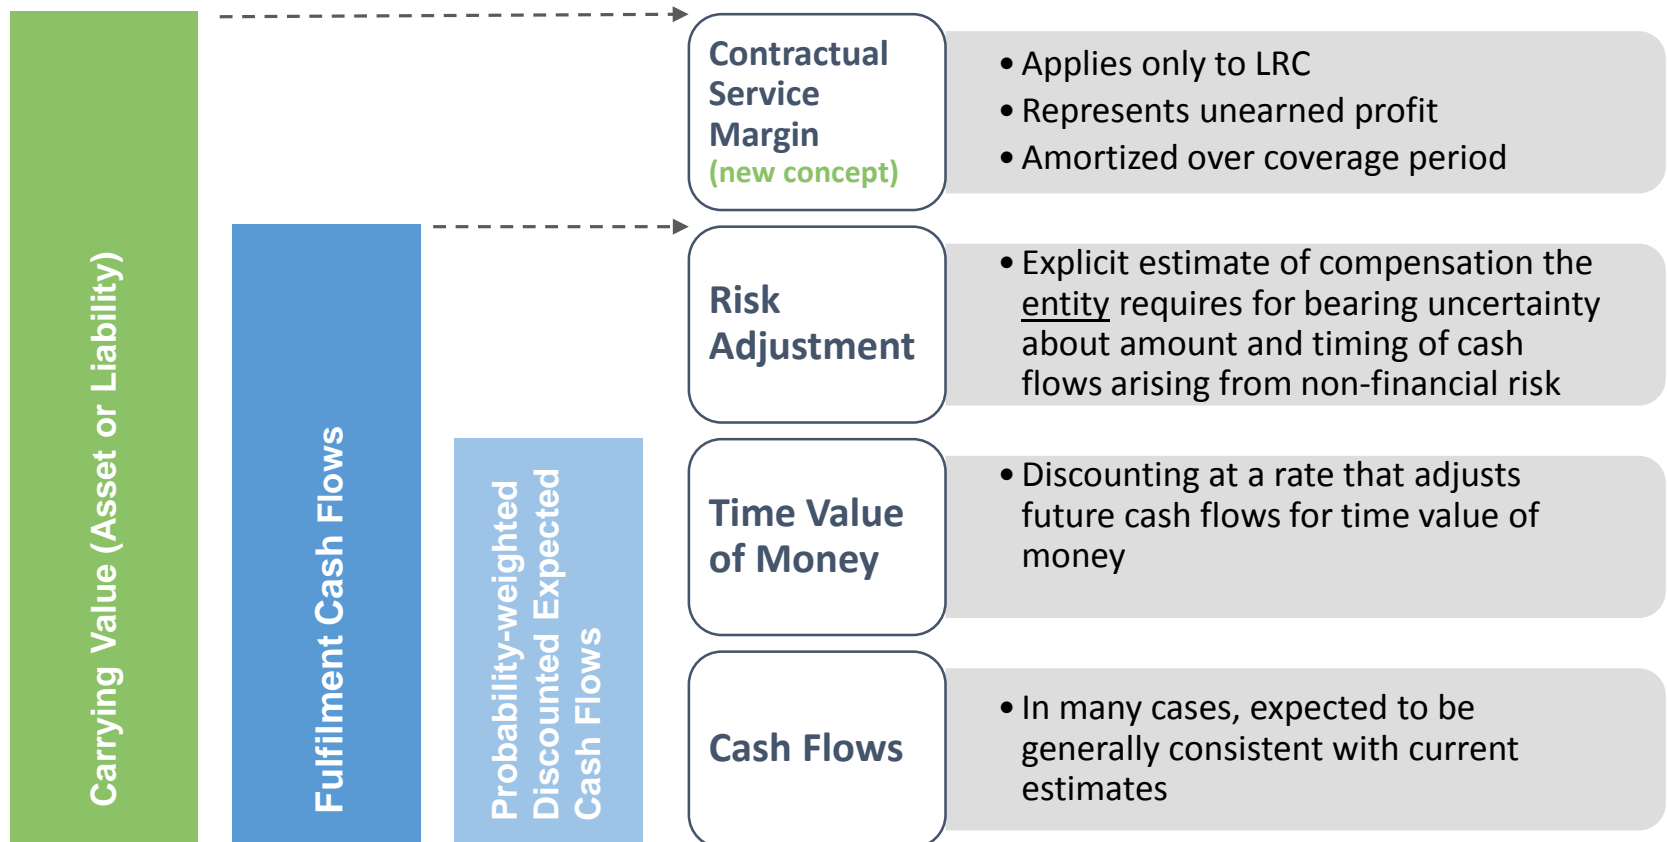 Carrying Value (Asset or Liability)
Fulfilment Cash Flows
Probability-weighted
Discounted Expected
Cash Flows
Contractual
Service
Margin
(new concept)
• Applies only to LRC
• Represents unearned profit
• Amortized over coverage period
Risk
Adjustment
• Explicit estimate of compensation the
entity requires for bearing uncertainty
about amount and timing of cash
flows arising from non-financial risk
Time Value
of Money
• Discounting at a rate that adjusts
future cash flows for time value of
money
Cash Flows
• In many cases, expected to be
generally consistent with current
estimates